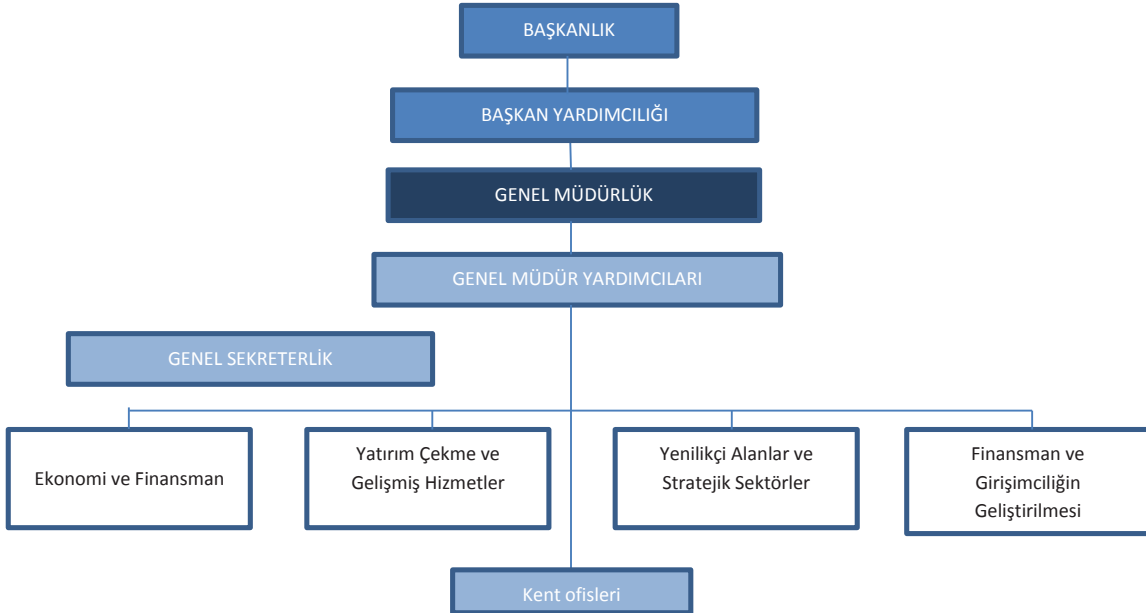 BAŞKANLIK
BAŞKAN YARDIMCILIĞI
GENEL MÜDÜRLÜK
GENEL MÜDÜR YARDIMCILARI
GENEL SEKRETERLİK
Ekonomi ve Finansman
Yatırım Çekme ve
Gelişmiş Hizmetler
Yenilikçi Alanlar ve
Stratejik Sektörler
Finansman ve
Girişimciliğin
Geliştirilmesi
Kent ofisleri